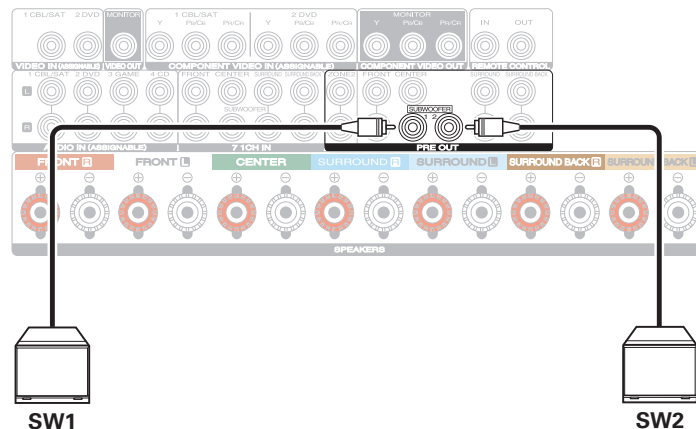 1 CBL/SAT 2 DVD MONITOR 1 CBL/SAT 2 DVD MONITOR
Y PB/CB PR/CR Y PB/CB PR/CR Y PB/CB PR/CR IN OUT
VIDEO IN (ASSIGNABLE) VIDEO OUT COMPONENT VIDEO IN (ASSIGNABLE) COMPONENT VIDEO OUT REMOTE CONTROL
1 CBL/SAT 2 DVD 3 GAME 4 CD FRONT CENTER SURROUND SURROUND BACK ZONE2 FRONT CENTER SURROUND SURROUND BACK
L
SUBWOOFER SUBWOOFER
R 1 2
AUDIO IN (ASSIGNABLE) 7.1CH IN PRE OUT
FRONT R FRONT L CENTER SURROUND R SURROUND L SURROUND BACK R SURROUND BACK L
+ − + − + − + − + − + − + −
SPEAKERS
SW1 SW2